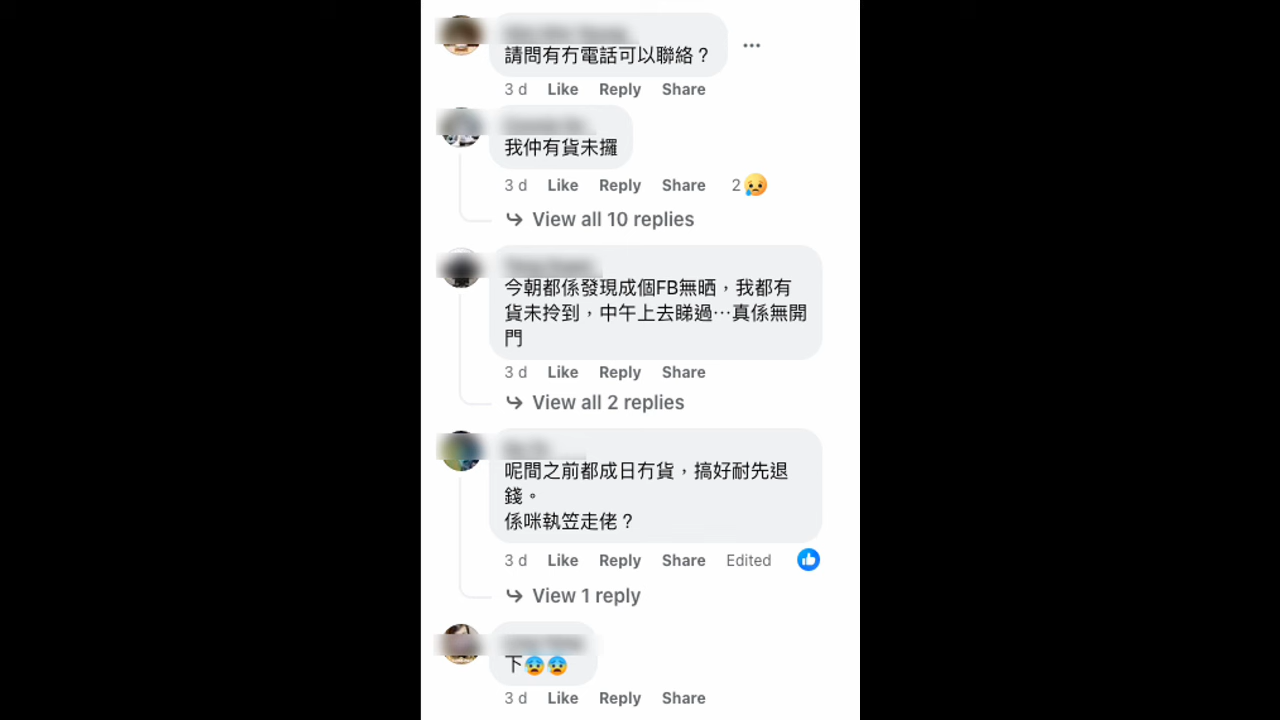 請問有冇電話可以聯絡？
3 d Like Reply Share
我仲有貨未攞
3 d Like Reply Share 2
View all 10 replies
今朝都係發現成個FB無晒，我都有
貨未拎到，中午上去睇過…真係無開
門
3 d Like Reply Share
View all 2 replies
呢間之前都成日冇貨，搞好耐先退
錢。
係咪執笠走佬？
3 d Like Reply Share Edited
View 1 reply
下😰😰
3 d Like Reply Share